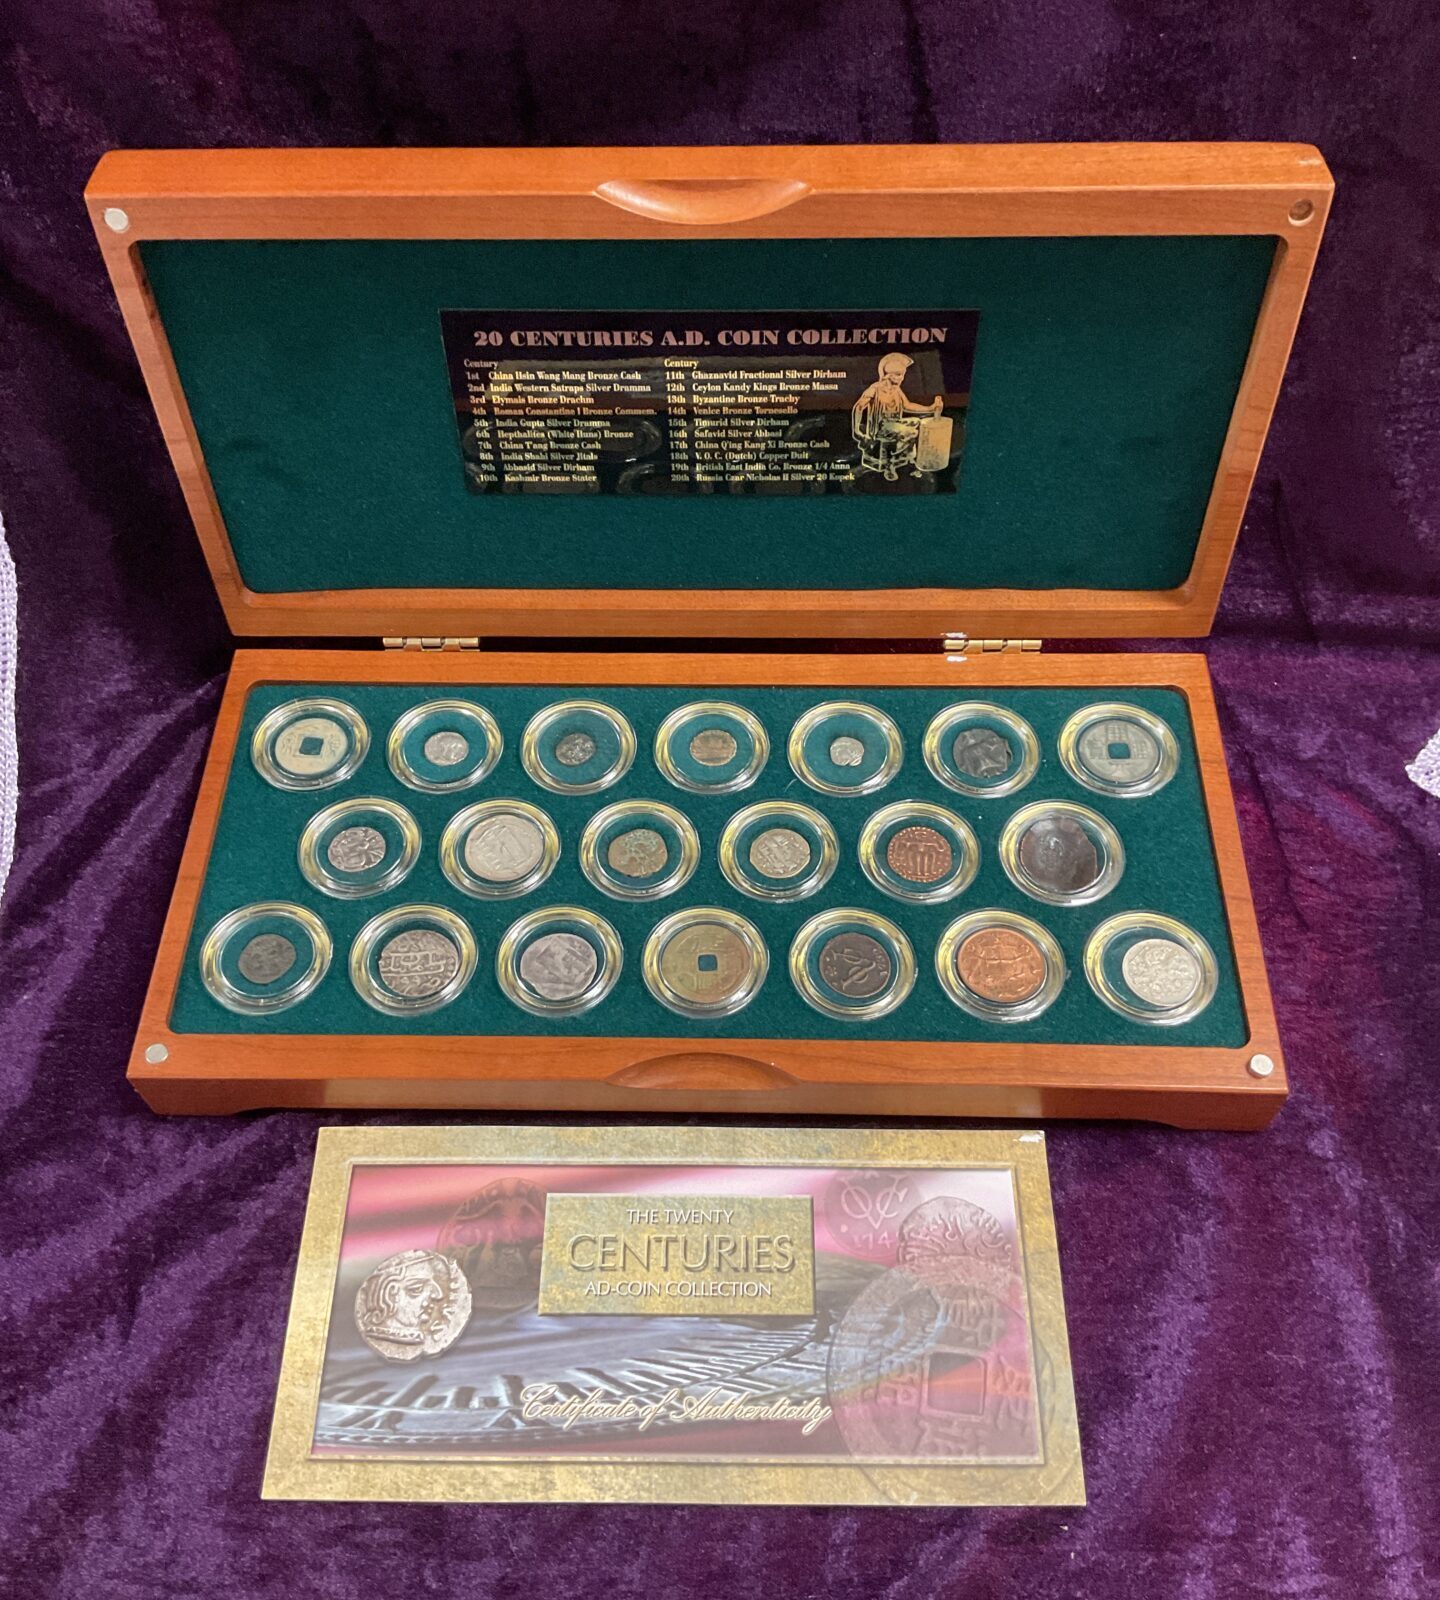 20 CENTURIES A.D. COIN COLLECTION
Century
1st China Hsin Wang Mang Bronze Cash
2nd India Western Satraps Silver Dramma
3rd Elymais Bronze Drachm
4th Roman Constantine I Bronze Commem.
5th India Gupta Silver Dramma
6th Hepthalites (White Huns) Bronze
7th China T'ang Bronze Cash
8th India Shahi Silver Jitals
9th Abbasid Silver Dirham
10th Kashmir Bronze Stater
Century
11th Ghaznavid Fractional Silver Dirham
12th Ceylon Kandy Kings Bronze Massa
13th Byzantine Bronze Trachy
14th Venice Bronze Tornesello
15th Timurid Silver Dirham
16th Safavid Silver Abbasi
17th China Q'ing Kang Xi Bronze Cash
18th V. O. C. (Dutch) Copper Duit
19th British East India Co. Bronze 1/4 Anna
20th Russia Czar Nicholas II Silver 20 Kopek
THE TWENTY
CENTURIES
AD-COIN COLLECTION
Certificate of Authenticity